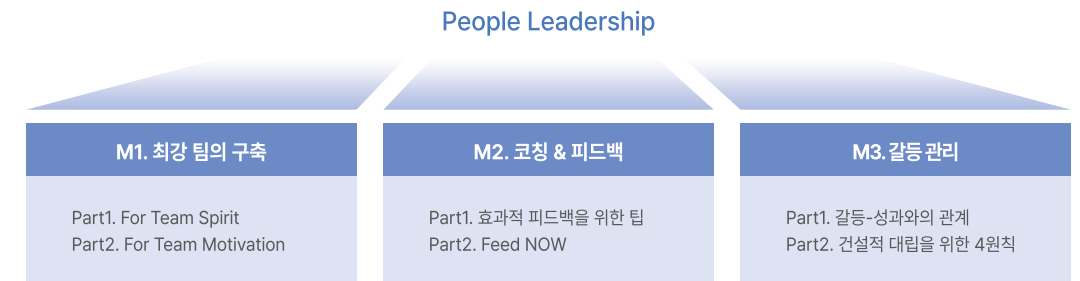 People Leadership
M1. 최강 팀의 구축
Part1. For Team Spirit
Part2. For Team Motivation
M2. 코칭 & 피드백
Part1. 효과적 피드백을 위한 팁
Part2. Feed NOW
M3. 갈등 관리
Part1. 갈등-성과와의 관계
Part2. 건설적 대립을 위한 4원칙